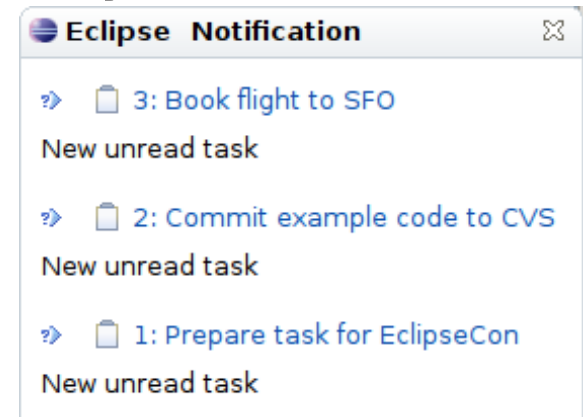 Eclipse Notification
3: Book flight to SFO
New unread task
2: Commit example code to CVS
New unread task
1: Prepare task for EclipseCon
New unread task